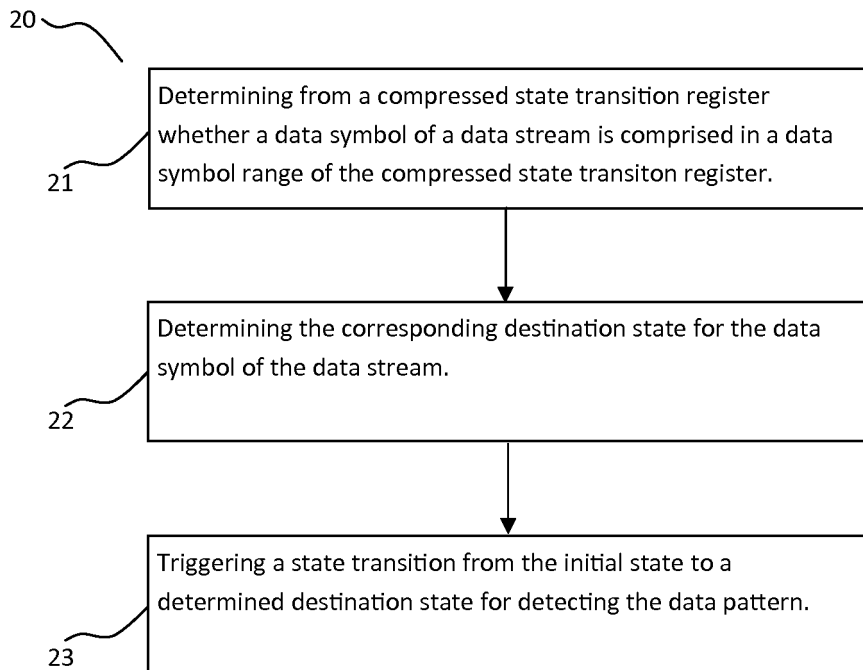 20
Determining from a compressed state transition register
whether a data symbol of a data stream is comprised in a data
symbol range of the compressed state transiton register.
21
Determining the corresponding destination state for the data
symbol of the data stream.
22
Triggering a state transition from the initial state to a
determined destination state for detecting the data pattern.
23